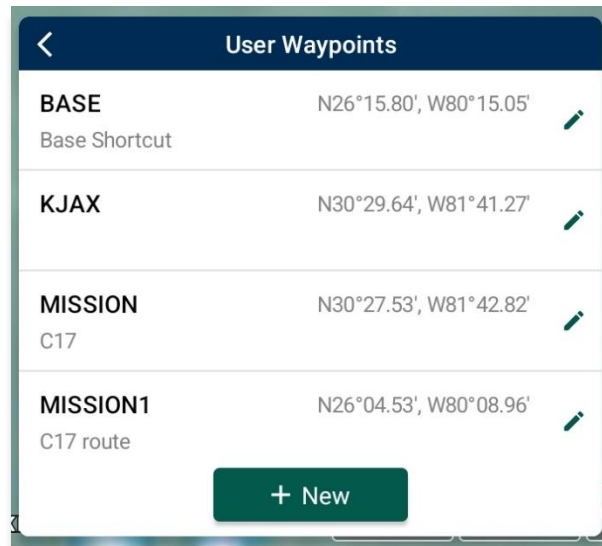 User Waypoints
BASE N26°15.80', W80°15.05'
Base Shortcut
KJAX N30°29.64', W81°41.27'
MISSION N30°27.53', W81°42.82'
C17
MISSION1 N26°04.53', W80°08.96'
C17 route
+ New